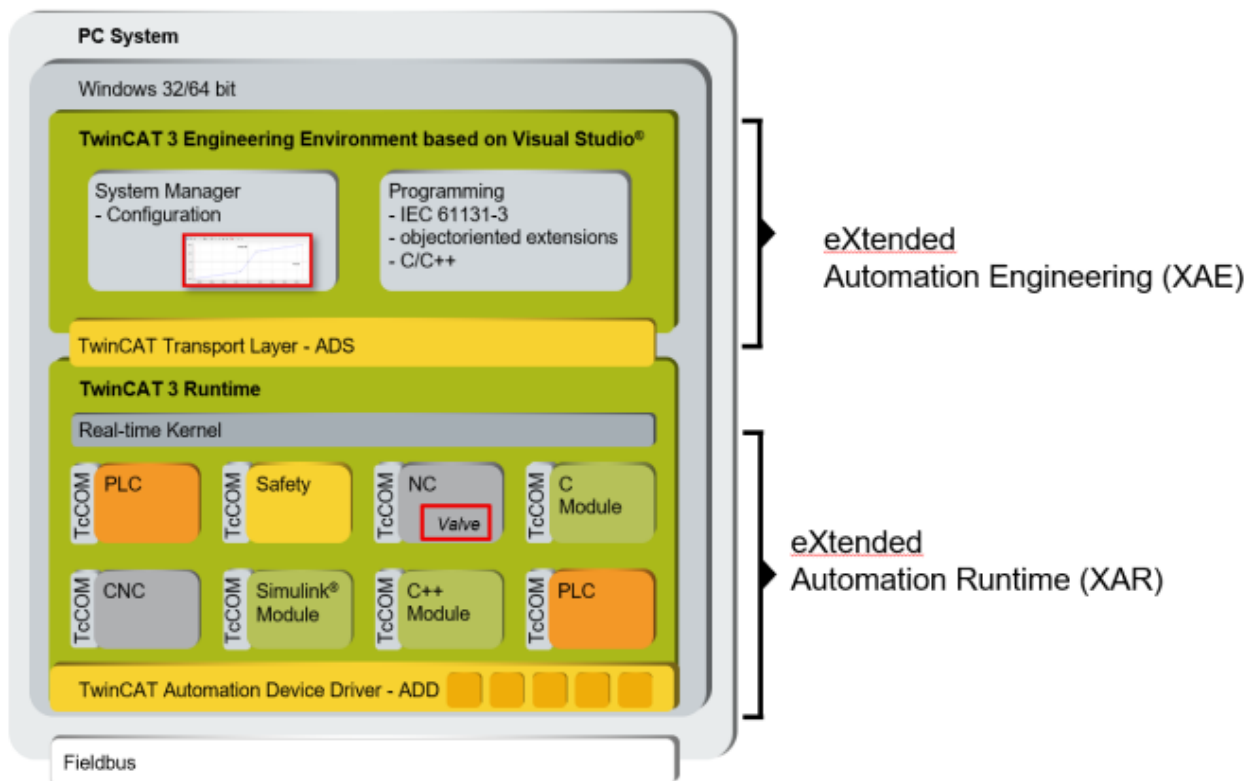 PC System
Windows 32/64 bit
TwinCAT 3 Engineering Environment based on Visual Studio®
System Manager
- Configuration
Programming
- IEC 61131-3
- objectoriented extensions
- C/C++
eXtended
Automation Engineering (XAE)
TwinCAT Transport Layer - ADS
TwinCAT 3 Runtime
Real-time Kernel
TcCOM
PLC
TcCOM
Safety
TcCOM
NC
Valve
TcCOM
C
Module
eXtended
Automation Runtime (XAR)
TcCOM
CNC
TcCOM
Simulink®
Module
TcCOM
C++
Module
TcCOM
PLC
TwinCAT Automation Device Driver - ADD
Fieldbus